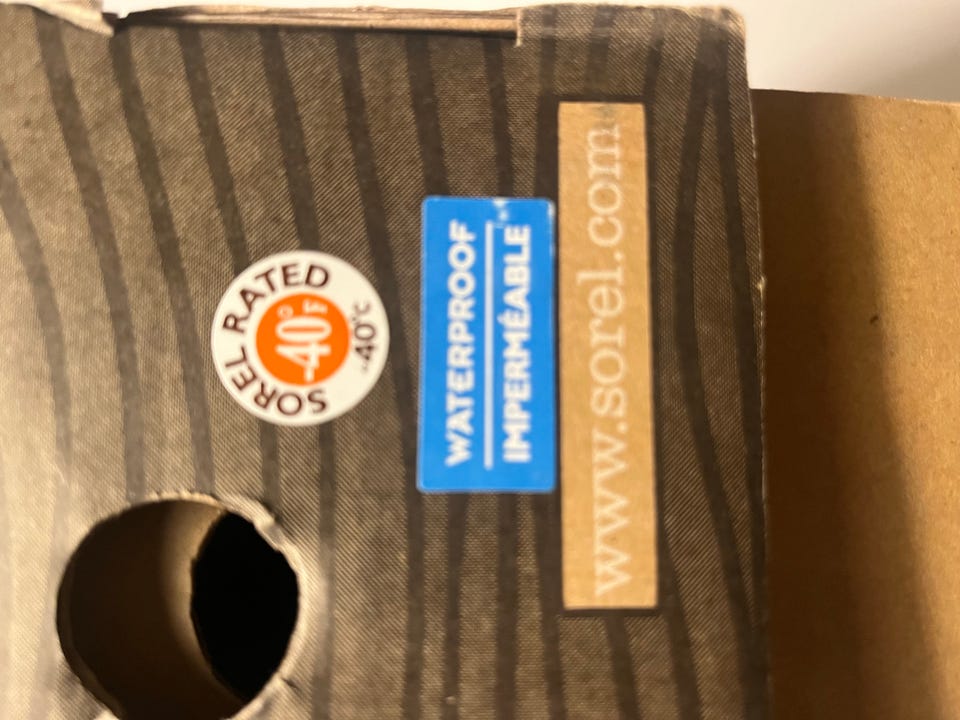 SOREL RATED
-40°F
-40°C
WATERPROOF
IMPERMÉABLE
www.sorel.com